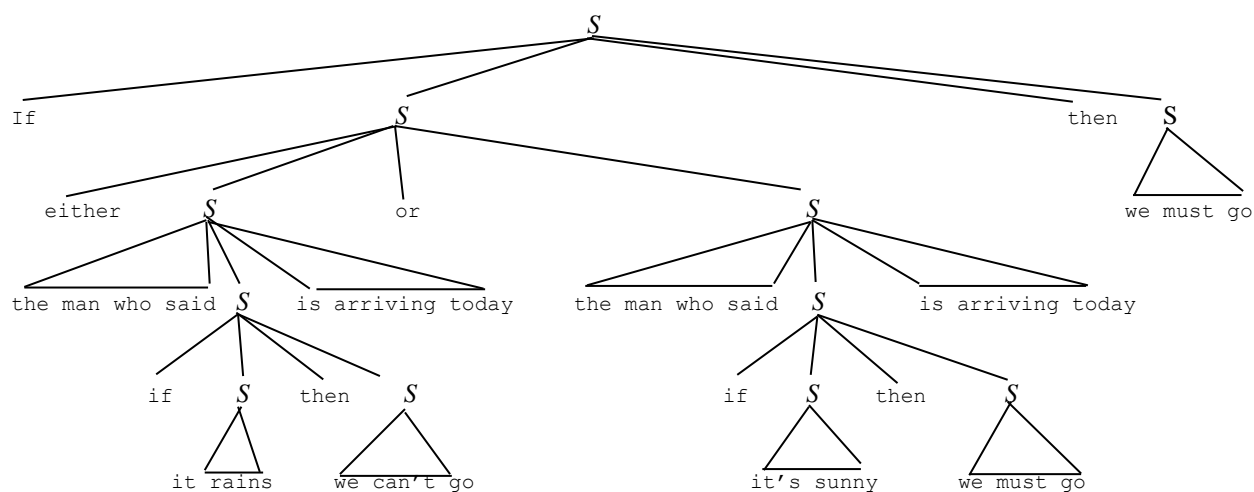 S
If S then S
either S or S we must go
the man who said S is arriving today the man who said S is arriving today
if S then S if S then S
it rains we can't go it's sunny we must go